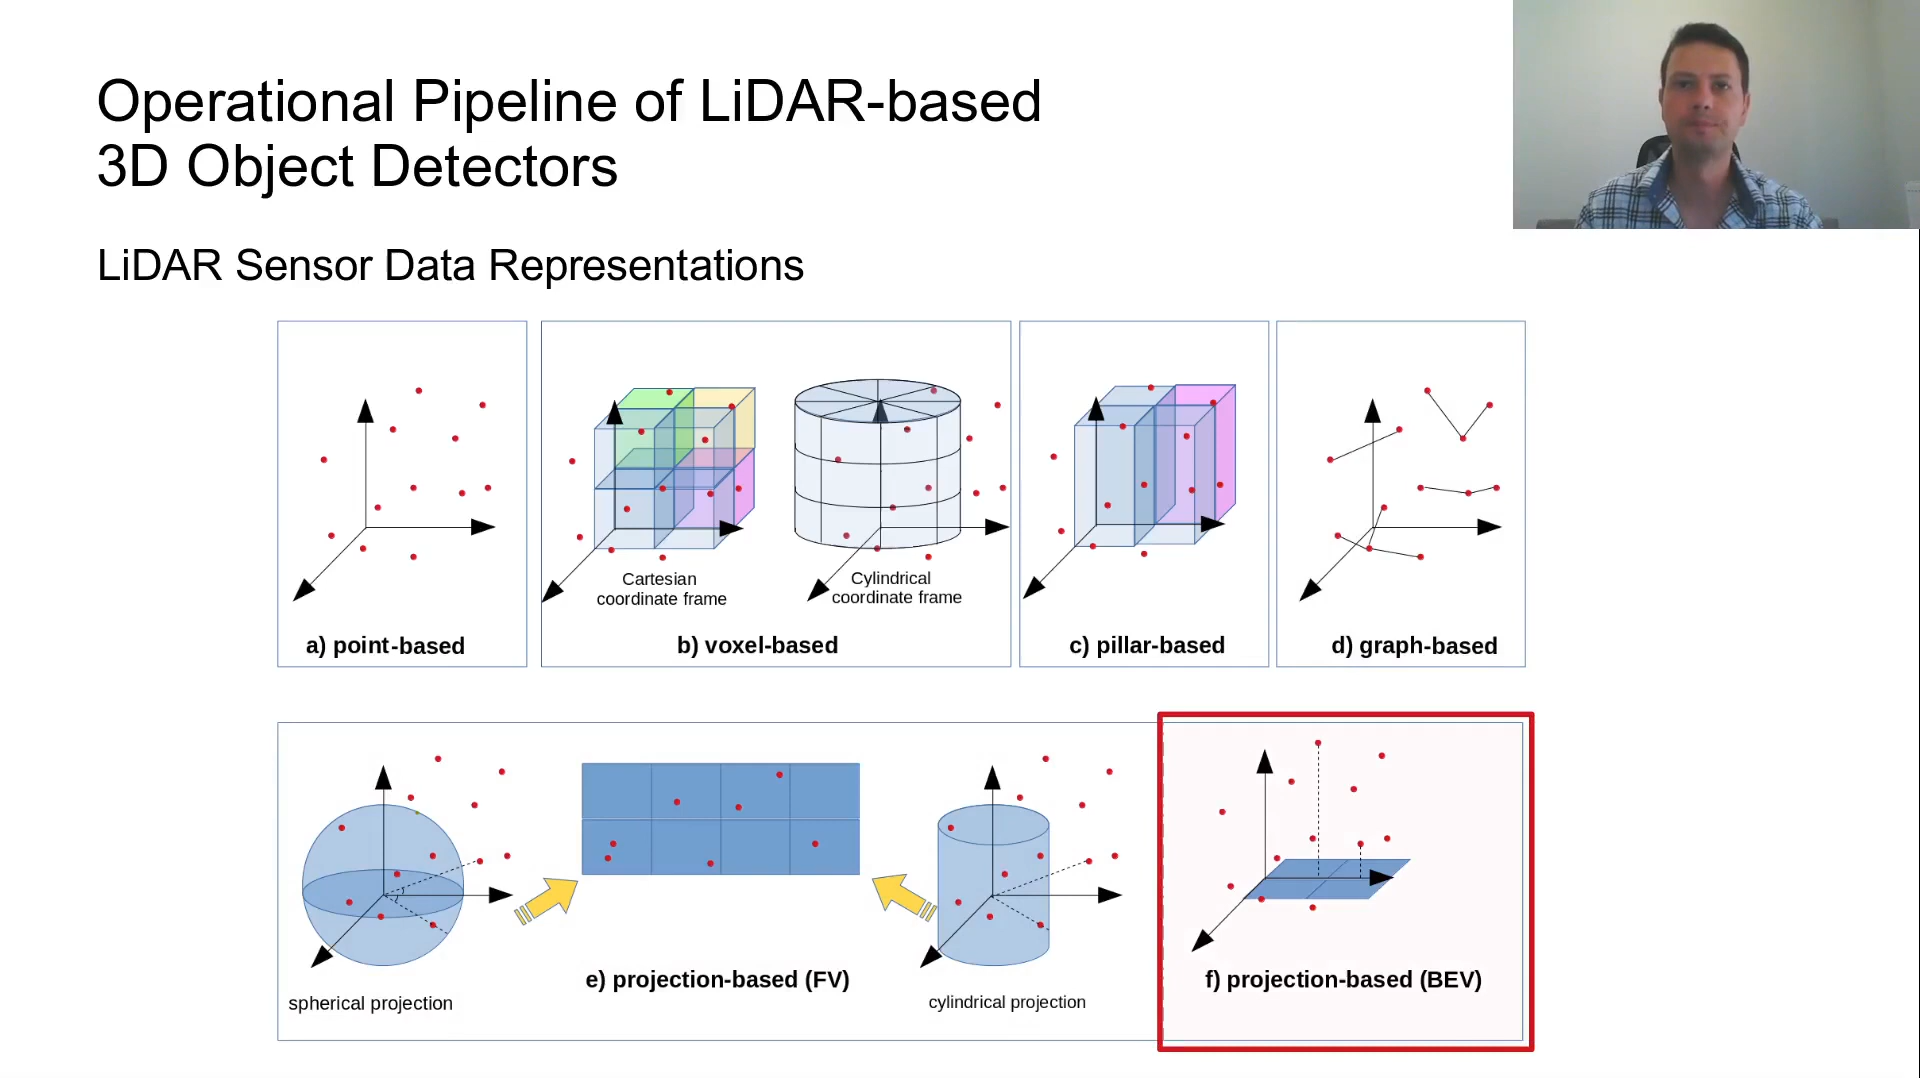 Operational Pipeline of LiDAR-based
3D Object Detectors
LiDAR Sensor Data Representations
Cartesian
coordinate frame
Cylindrical
coordinate frame
a) point-based
b) voxel-based
c) pillar-based
d) graph-based
spherical projection
e) projection-based (FV)
cylindrical projection
f) projection-based (BEV)